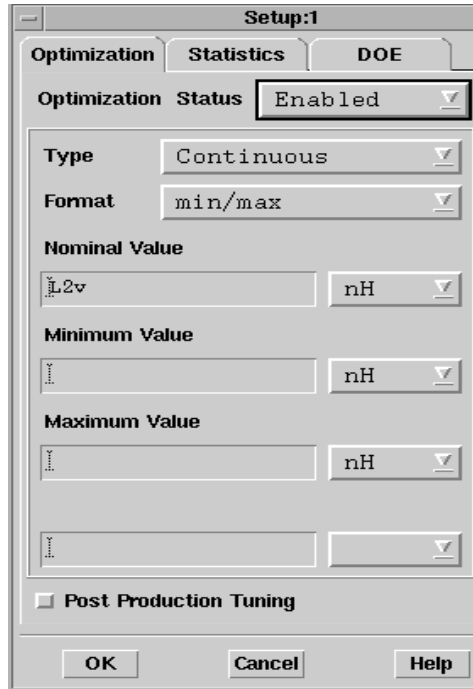 Setup:1
Optimization Statistics DOE
Optimization Status Enabled
Type Continuous
Format min/max
Nominal Value
L2v nH
Minimum Value
nH
Maximum Value
nH
Post Production Tuning
OK Cancel Help